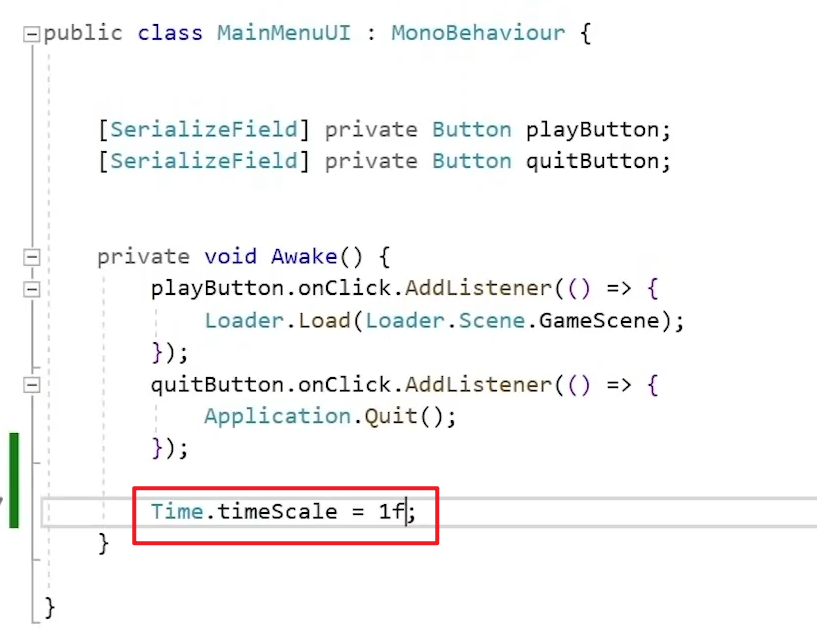 public class MainMenuUI : MonoBehaviour {
[SerializeField] private Button playButton;
[SerializeField] private Button quitButton;
private void Awake() {
playButton.onClick.AddListener(() => {
Loader.Load(Loader.Scene.GameScene);
});
quitButton.onClick.AddListener(() => {
Application.Quit();
});
Time.timeScale = 1f;
}
}